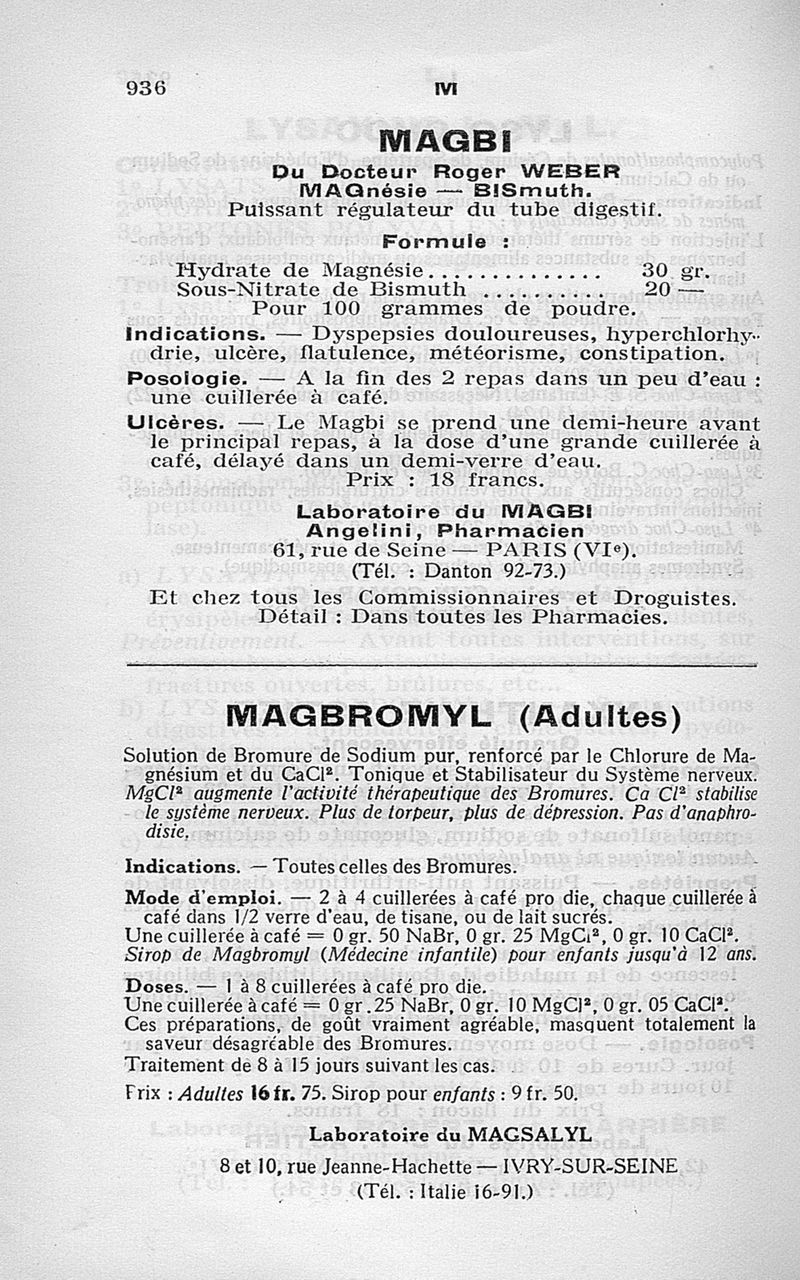 936
M
MAGBI
Du Docteur Roger WEBER
MAGnésie — BISmuth.
Puissant régulateur du tube digestif.
Formule :
Hydrate de Magnésie.............. 30 gr.
Sous-Nitrate de Bismuth .......... 20 —
Pour 100 grammes de poudre.
Indications. — Dyspepsies douloureuses, hyperchlorhy-
drie, ulcère, flatulence, météorisme, constipation.
Posologie. — A la fin des 2 repas dans un peu d'eau :
une cuillerée à café.
Ulcères. — Le Magbi se prend une demi-heure avant
le principal repas, à la dose d'une grande cuillerée à
café, délayé dans un demi-verre d'eau.
Prix : 18 francs.
Laboratoire du MAGBI
Angelini, Pharmacien
61, rue de Seine — PARIS (VIᵉ).
(Tél. : Danton 92-73.)
Et chez tous les Commissionnaires et Droguistes.
Détail : Dans toutes les Pharmacies.
MAGBROMYL (Adultes)
Solution de Bromure de Sodium pur, renforcé par le Chlorure de Ma-
gnésium et du CaCl². Tonique et Stabilisateur du Système nerveux.
MgCl² augmente l'activité thérapeutique des Bromures. Ca Cl² stabilise
le système nerveux. Plus de torpeur, plus de dépression. Pas d'anaphro-
disie.
Indications. — Toutes celles des Bromures.
Mode d'emploi. — 2 à 4 cuillerées à café pro die, chaque cuillerée à
café dans 1/2 verre d'eau, de tisane, ou de lait sucrés.
Une cuillerée à café = 0 gr. 50 NaBr, 0 gr. 25 MgCl², 0 gr. 10 CaCl².
Sirop de Magbromyl (Médecine infantile) pour enfants jusqu'à 12 ans.
Doses. — 1 à 8 cuillerées à café pro die.
Une cuillerée à café = 0 gr.25 NaBr, 0 gr. 10 MgCl², 0 gr. 05 CaCl².
Ces préparations, de goût vraiment agréable, masquent totalement la
saveur désagréable des Bromures.
Traitement de 8 à 15 jours suivant les cas.
Prix : Adultes 16 fr. 75. Sirop pour enfants : 9 fr. 50.
Laboratoire du MAGSALYL
8 et 10, rue Jeanne-Hachette — IVRY-SUR-SEINE
(Tél. : Italie 16-91.)